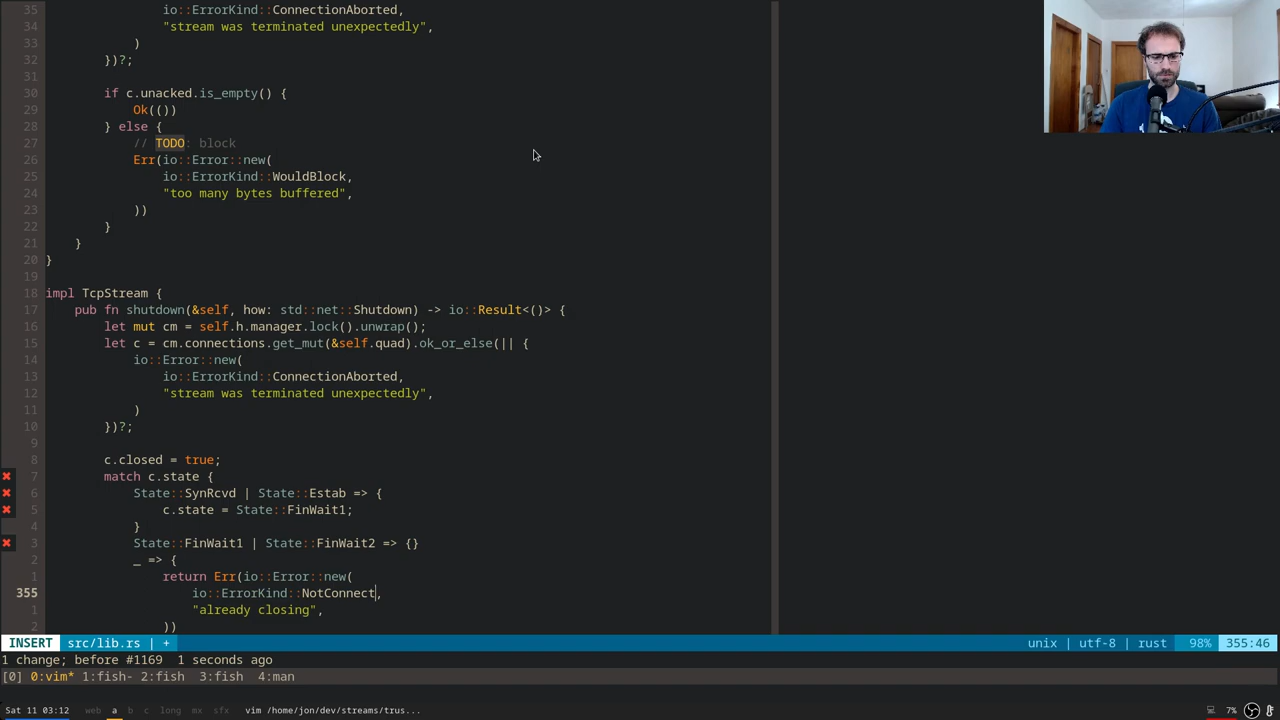 35 io::ErrorKind::ConnectionAborted,
34 "stream was terminated unexpectedly",
33 )
32 })?;
31
30 if c.unacked.is_empty() {
29 Ok(())
28 } else {
27 // TODO: block
26 Err(io::Error::new(
25 io::ErrorKind::WouldBlock,
24 "too many bytes buffered",
23 ))
22 }
21 }
20 }
19
18 impl TcpStream {
17 pub fn shutdown(&self, how: std::net::Shutdown) -> io::Result<()> {
16 let mut cm = self.h.manager.lock().unwrap();
15 let c = cm.connections.get_mut(&self.quad).ok_or_else(|| {
14 io::Error::new(
13 io::ErrorKind::ConnectionAborted,
12 "stream was terminated unexpectedly",
11 )
10 })?;
9
8 c.closed = true;
7 match c.state {
6 State::SynRcvd | State::Estab => {
5 c.state = State::FinWait1;
4 }
3 State::FinWait1 | State::FinWait2 => {}
2 _ => {
1 return Err(io::Error::new(
355 io::ErrorKind::NotConnect,
1 "already closing",
2 ))
INSERT src/lib.rs | + unix | utf-8 | rust 98% 355:46
1 change; before #1169 1 seconds ago
[0] 0:vim* 1:fish- 2:fish 3:fish 4:man
Sat 11 03:12 web a b c long mx sfx vim /home/jon/dev/streams/trus... 7%